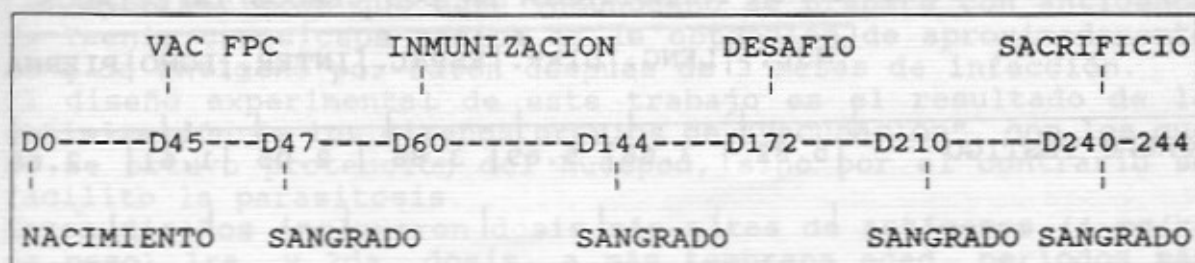 VAC FPC INMUNIZACION DESAFIO SACRIFICIO
D0-----D45---D47----D60-------D144----D172----D210-----D240-244
NACIMIENTO SANGRADO SANGRADO SANGRADO SANGRADO